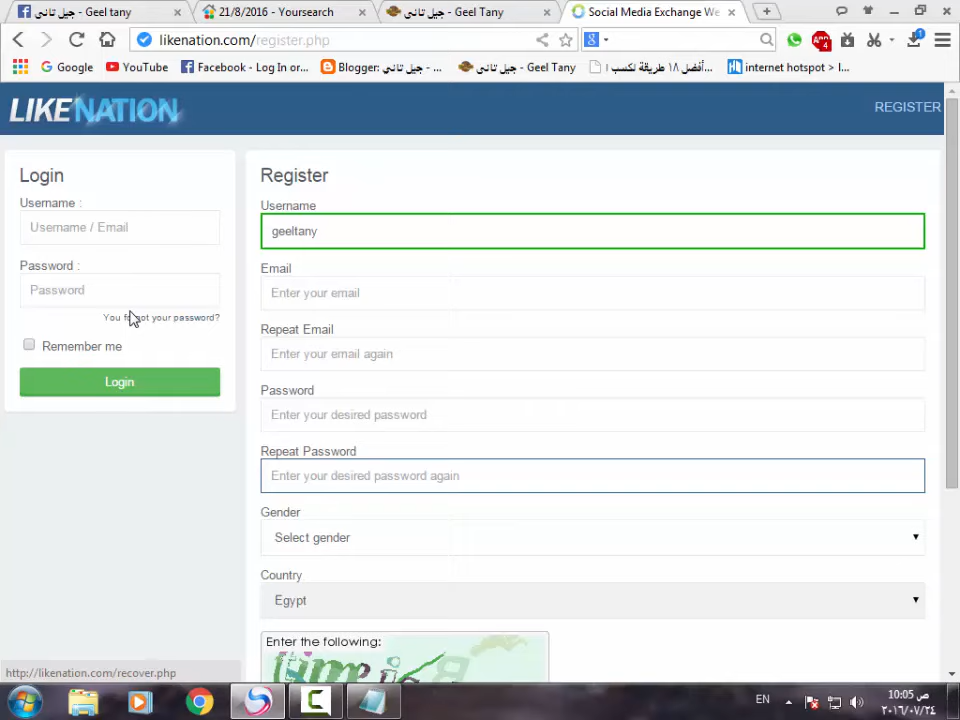 جيل تانى - Geel tany
21/8/2016 - Yoursearch
جيل تانى - Geel Tany
Social Media Exchange We
likenation.com/register.php
Google
YouTube
Facebook - Log In or...
Blogger: جيل تانى - ...
جيل تانى - Geel Tany
أفضل ١٨ طريقة لكسب ا...
internet hotspot > I...
LIKENATION
REGISTER
Login
Username :
Username / Email
Password :
Password
You forgot your password?
Remember me
Login
Register
Username
geeltany
Email
Enter your email
Repeat Email
Enter your email again
Password
Enter your desired password
Repeat Password
Enter your desired password again
Gender
Select gender
Country
Egypt
Enter the following:
http://likenation.com/recover.php
EN
10:05 ص
٢٠١٦/٠٧/٢٤